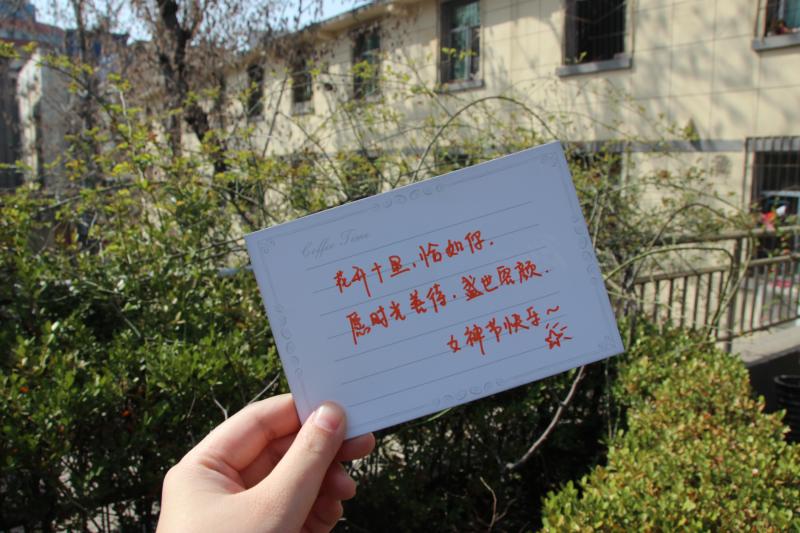 Coffee Time
花开十里，恰如你.
愿时光善待，盛世容颜.
女神节快乐~